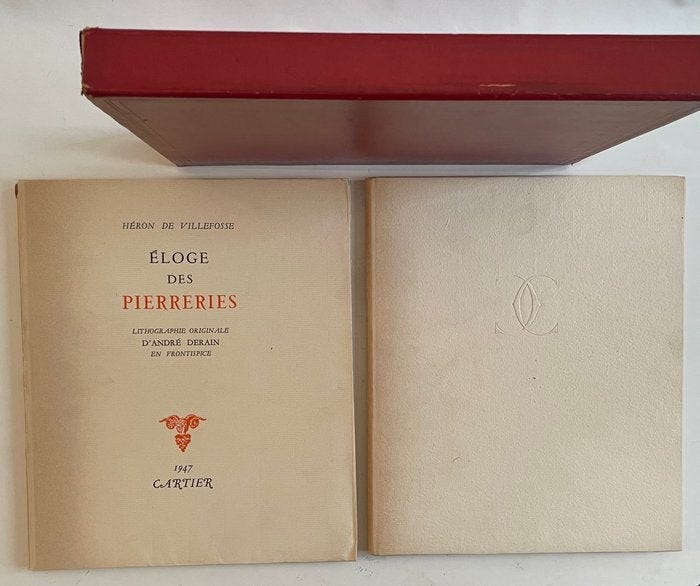 HÉRON DE VILLEFOSSE
ÉLOGE
DES
PIERRERIES
LITHOGRAPHIE ORIGINALE
D'ANDRÉ DERAIN
EN FRONTISPICE
1947
CARTIER